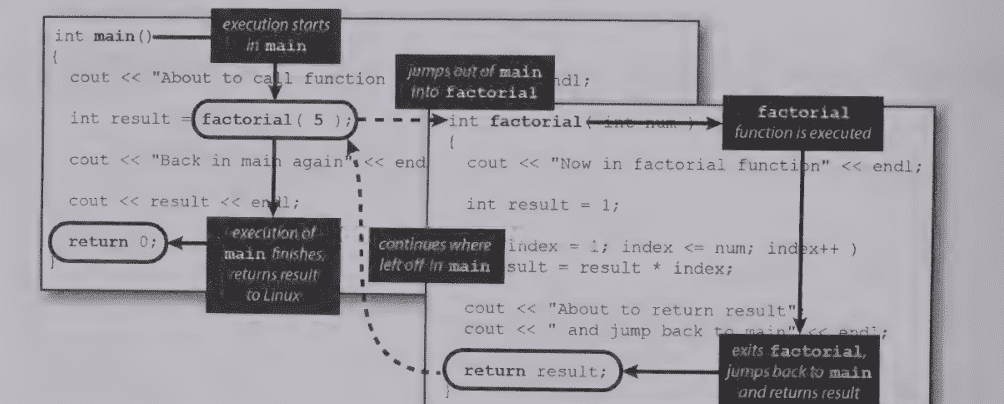 int main()
{
cout << "About to call function
endl;
int result = factorial( 5 );
cout << "Back in main again" << end
cout << result << endl;
return 0;
}
execution starts
in main
jumps out of main
into factorial
execution of
main finishes,
returns result
to Linux
continues where
left off in main
int factorial( int num )
{
cout << "Now in factorial function" << endl;
int result = 1;
index = 1; index <= num; index++ )
sult = result * index;
cout << "About to return result"
cout << " and jump back to main" << endl;
return result;
}
factorial
function is executed
exits factorial,
jumps back to main
and returns result